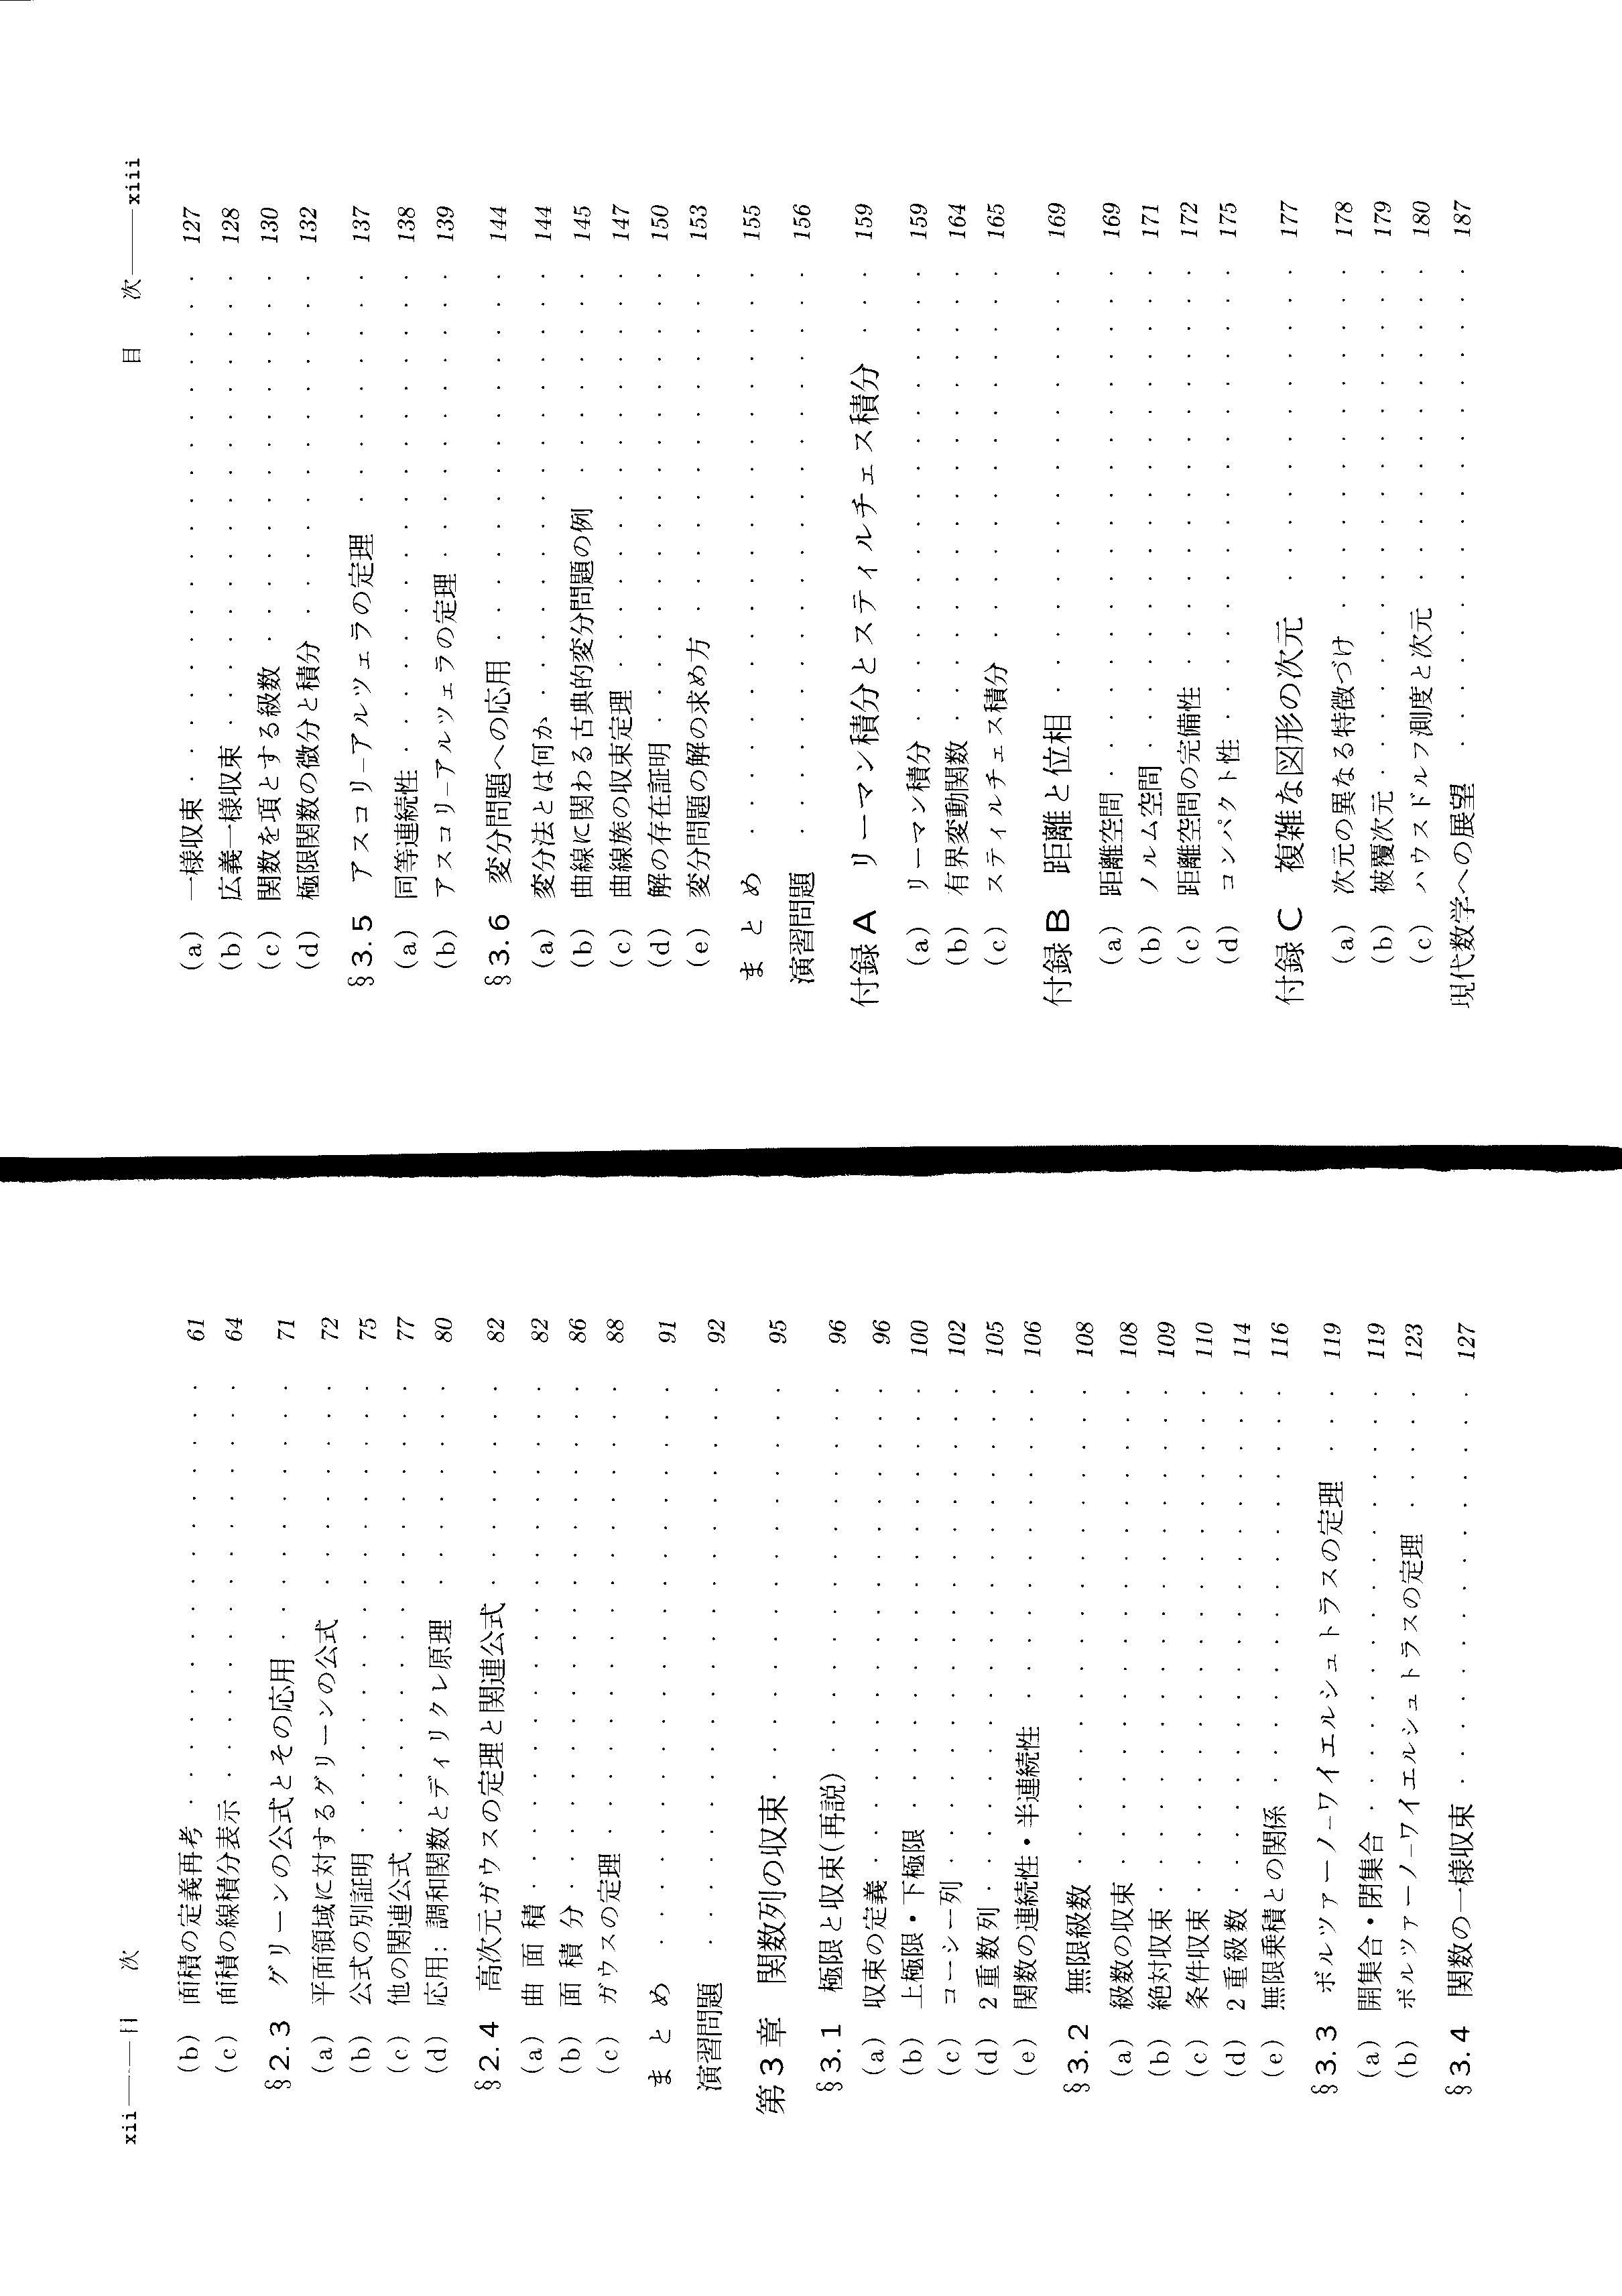 xii——目　次
(b) 面積の定義再考 · · · · · · · · · · · · · · · · 61
(c) 面積の線積分表示 · · · · · · · · · · · · · · · 64
§2.3 グリーンの公式とその応用 · · · · · · · · · · 71
(a) 平面領域に対するグリーンの公式 · · · · · · · · 72
(b) 公式の別証明 · · · · · · · · · · · · · · · · · 75
(c) 他の関連公式 · · · · · · · · · · · · · · · · · 77
(d) 応用: 調和関数とディリクレ原理 · · · · · · · · 80
§2.4 高次元ガウスの定理と関連公式 · · · · · · · · 82
(a) 曲 面 積 · · · · · · · · · · · · · · · · · · · 82
(b) 面 積 分 · · · · · · · · · · · · · · · · · · · 86
(c) ガウスの定理 · · · · · · · · · · · · · · · · · 88
ま と め · · · · · · · · · · · · · · · · · · · · · 91
演習問題 · · · · · · · · · · · · · · · · · · · · · 92
第3章 関数列の収束 · · · · · · · · · · · · · · · 95
§3.1 極限と収束(再説) · · · · · · · · · · · · · · 96
(a) 収束の定義 · · · · · · · · · · · · · · · · · · 96
(b) 上極限・下極限 · · · · · · · · · · · · · · · · 100
(c) コーシー列 · · · · · · · · · · · · · · · · · · 102
(d) 2重数列 · · · · · · · · · · · · · · · · · · · 105
(e) 関数の連続性・半連続性 · · · · · · · · · · · · 106
§3.2 無限級数 · · · · · · · · · · · · · · · · · · 108
(a) 級数の収束 · · · · · · · · · · · · · · · · · · 108
(b) 絶対収束 · · · · · · · · · · · · · · · · · · · 109
(c) 条件収束 · · · · · · · · · · · · · · · · · · · 110
(d) 2重級数 · · · · · · · · · · · · · · · · · · · 114
(e) 無限乗積との関係 · · · · · · · · · · · · · · · 116
§3.3 ボルツァーノ–ワイエルシュトラスの定理 · · · · 119
(a) 開集合・閉集合 · · · · · · · · · · · · · · · · 119
(b) ボルツァーノ–ワイエルシュトラスの定理 · · · · · 123
§3.4 関数の一様収束 · · · · · · · · · · · · · · · 127
目　次——xiii
(a) 一様収束 · · · · · · · · · · · · · · · · · · · 127
(b) 広義一様収束 · · · · · · · · · · · · · · · · · 128
(c) 関数を項とする級数 · · · · · · · · · · · · · · 130
(d) 極限関数の微分と積分 · · · · · · · · · · · · · 132
§3.5 アスコリ–アルツェラの定理 · · · · · · · · · 137
(a) 同等連続性 · · · · · · · · · · · · · · · · · · 138
(b) アスコリ–アルツェラの定理 · · · · · · · · · · · 139
§3.6 変分問題への応用 · · · · · · · · · · · · · · 144
(a) 変分法とは何か · · · · · · · · · · · · · · · · 144
(b) 曲線に関わる古典的変分問題の例 · · · · · · · · 145
(c) 曲線族の収束定理 · · · · · · · · · · · · · · · 147
(d) 解の存在証明 · · · · · · · · · · · · · · · · · 150
(e) 変分問題の解の求め方 · · · · · · · · · · · · · 153
ま と め · · · · · · · · · · · · · · · · · · · · · 155
演習問題 · · · · · · · · · · · · · · · · · · · · · 156
付録A リーマン積分とスティルチェス積分 · · · 159
(a) リーマン積分 · · · · · · · · · · · · · · · · · 159
(b) 有界変動関数 · · · · · · · · · · · · · · · · · 164
(c) スティルチェス積分 · · · · · · · · · · · · · · 165
付録B 距離と位相 · · · · · · · · · · · · · · · · 169
(a) 距離空間 · · · · · · · · · · · · · · · · · · · 169
(b) ノルム空間 · · · · · · · · · · · · · · · · · · 171
(c) 距離空間の完備性 · · · · · · · · · · · · · · · 172
(d) コンパクト性 · · · · · · · · · · · · · · · · · 175
付録C 複雑な図形の次元 · · · · · · · · · · · · 177
(a) 次元の異なる特徴づけ · · · · · · · · · · · · · 178
(b) 被覆次元 · · · · · · · · · · · · · · · · · · · 179
(c) ハウスドルフ測度と次元 · · · · · · · · · · · · 180
現代数学への展望 · · · · · · · · · · · · · · · · · 187